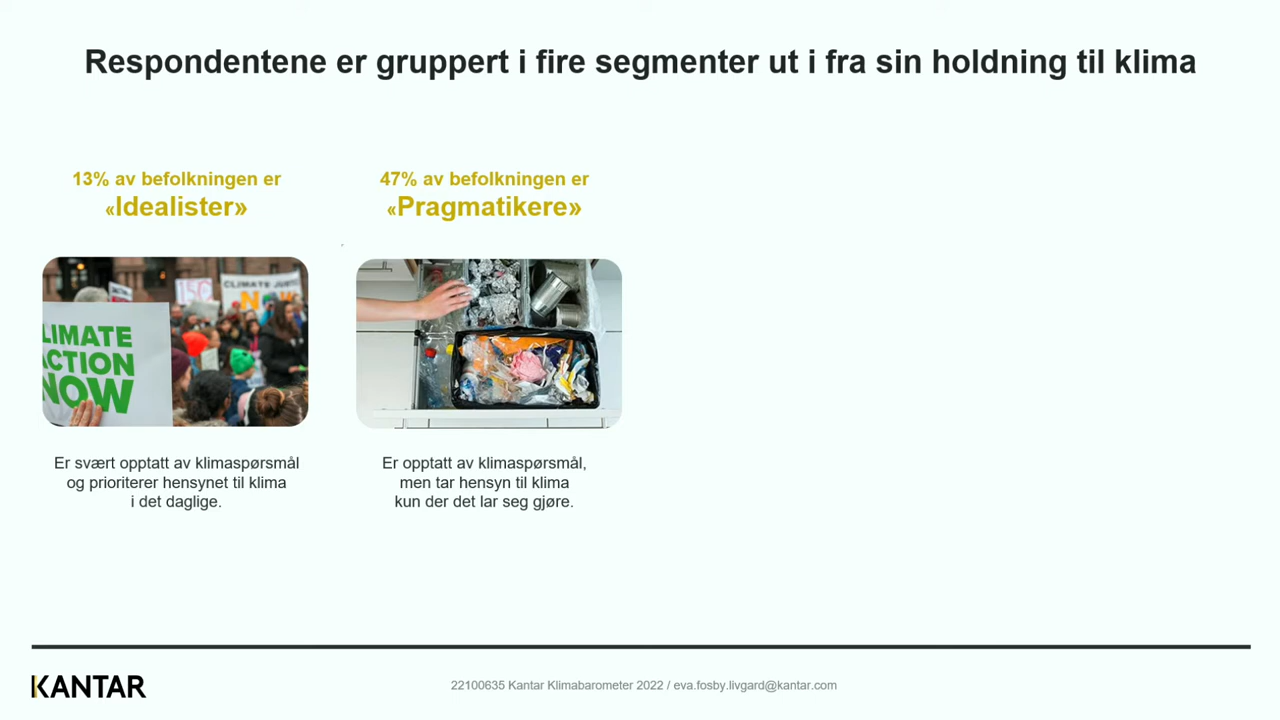 Respondentene er gruppert i fire segmenter ut i fra sin holdning til klima
13% av befolkningen er
«Idealister»
CLIMATE JUSTICE
NOW
LIMATE
ACTION
NOW
Er svært opptatt av klimaspørsmål
og prioriterer hensynet til klima
i det daglige.
47% av befolkningen er
«Pragmatikere»
Er opptatt av klimaspørsmål,
men tar hensyn til klima
kun der det lar seg gjøre.
KANTAR
22100635 Kantar Klimabarometer 2022 / eva.fosby.livgard@kantar.com